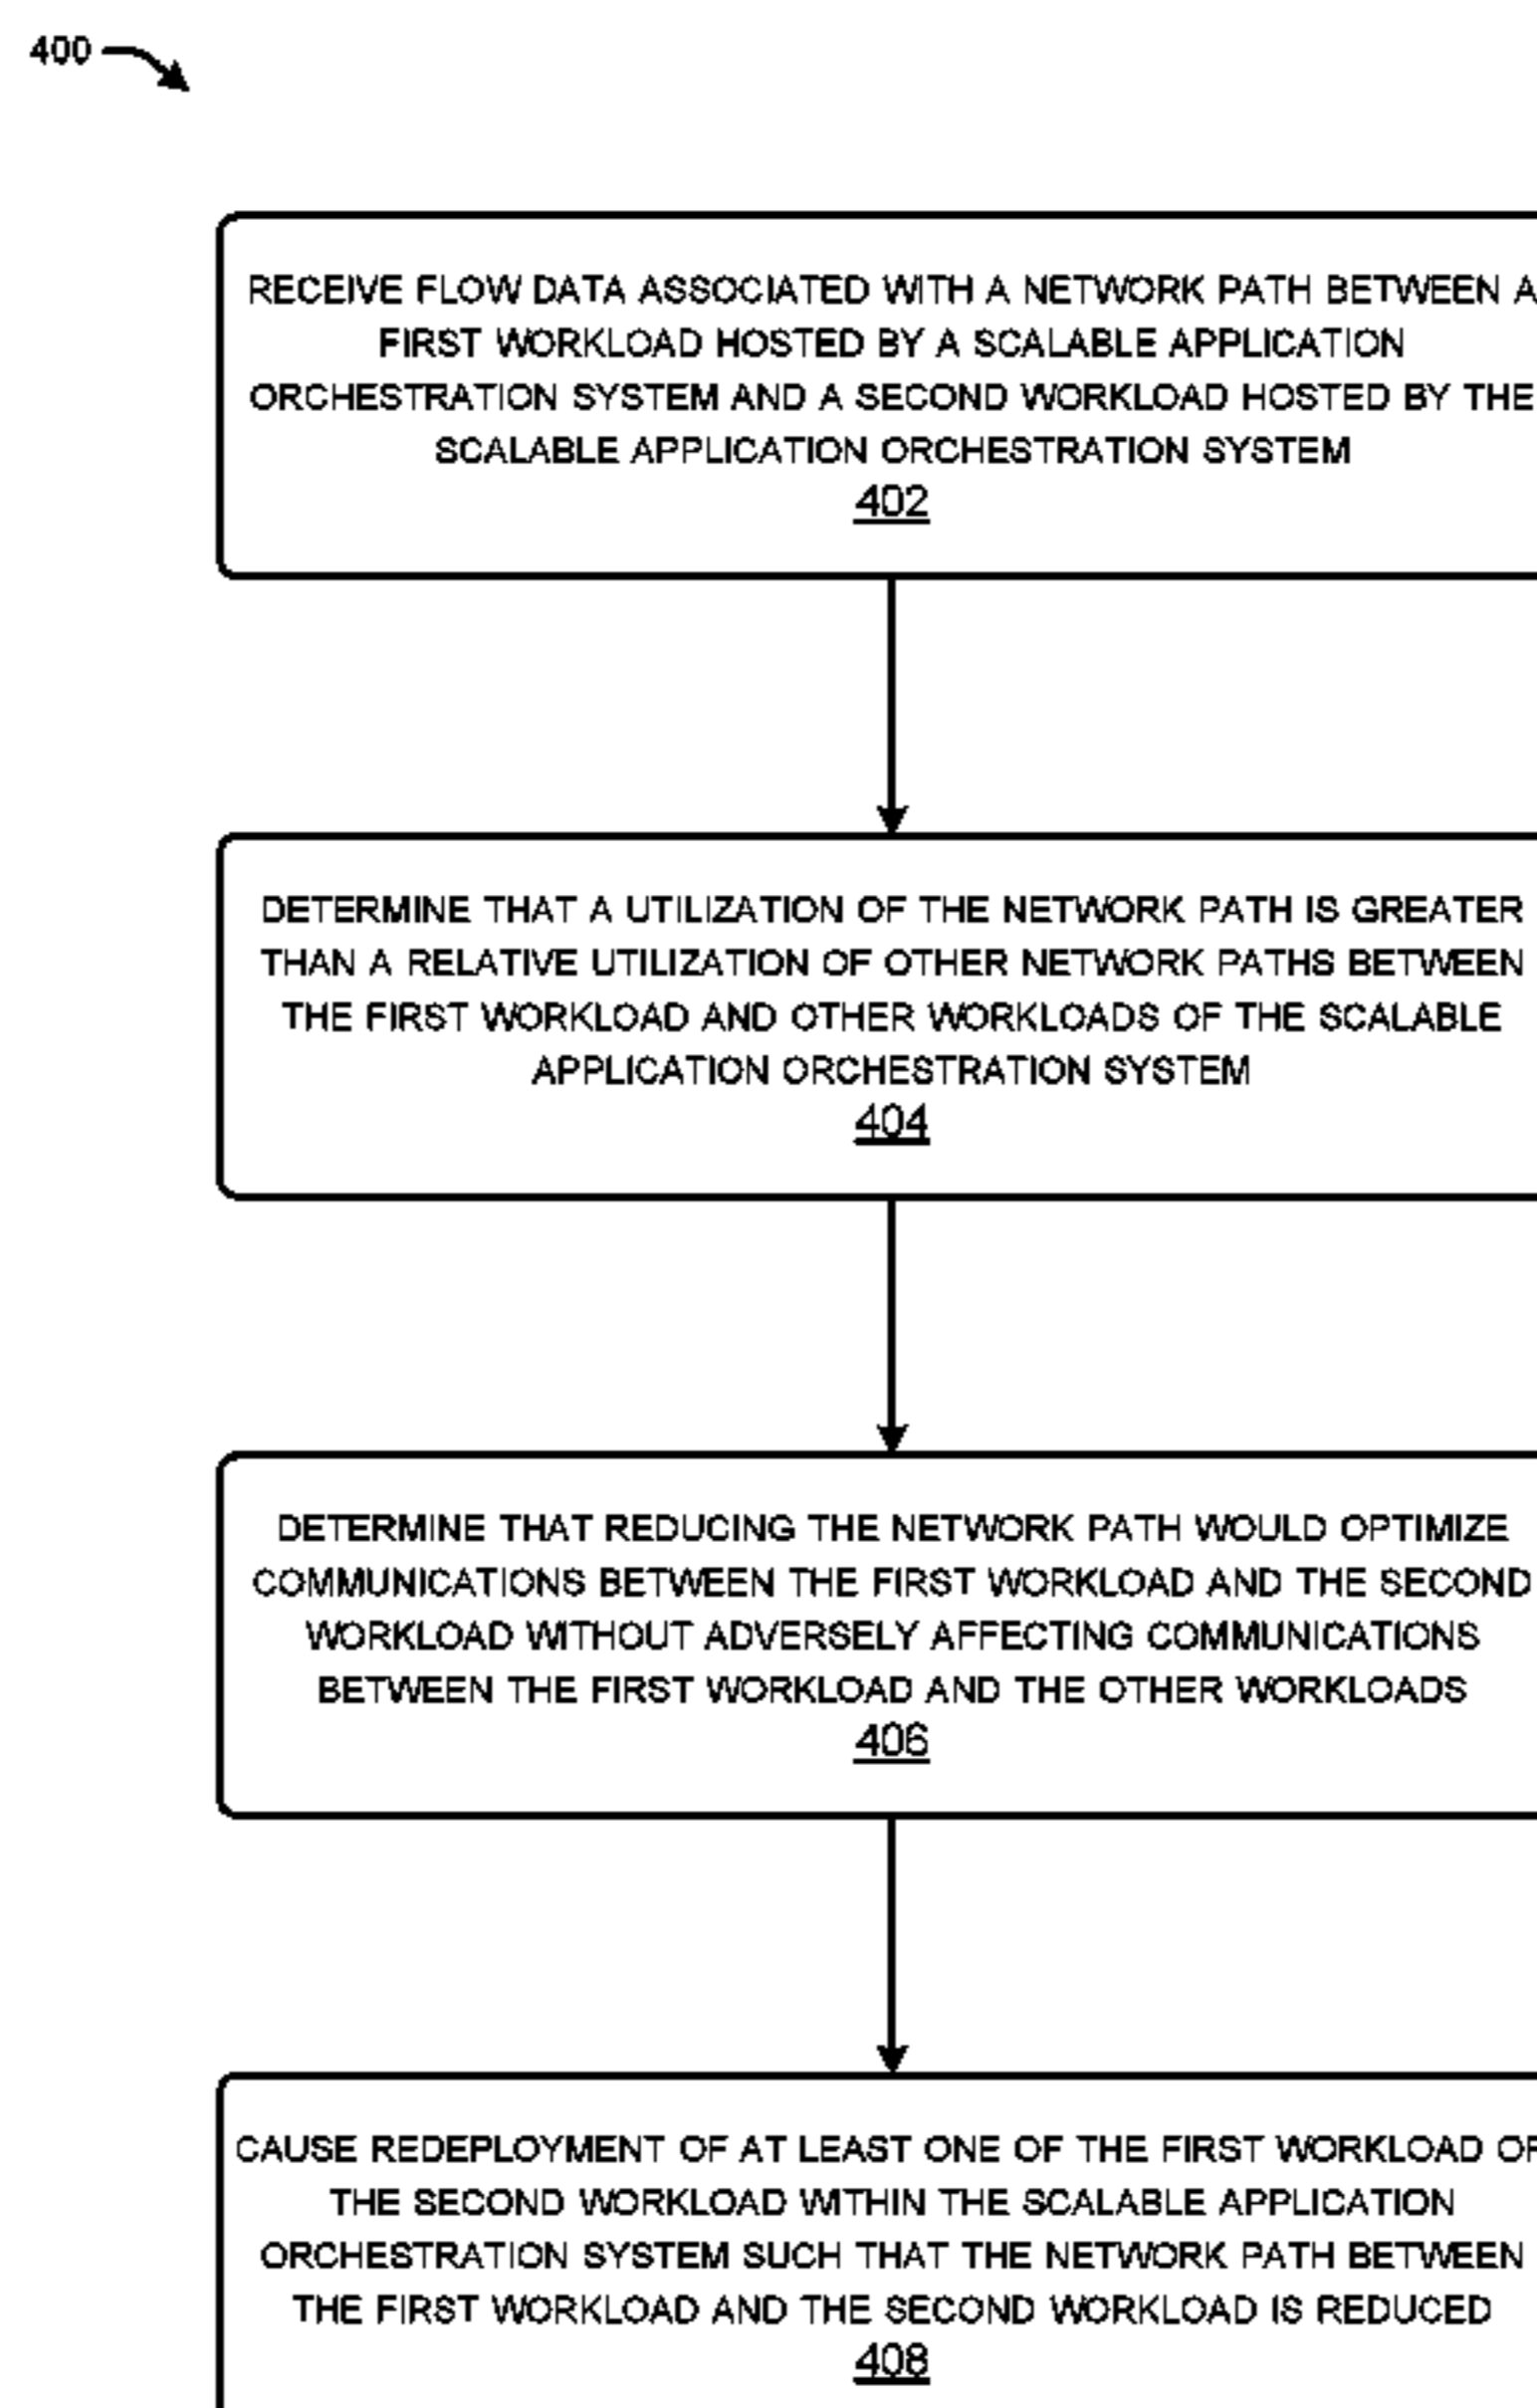 400
RECEIVE FLOW DATA ASSOCIATED WITH A NETWORK PATH BETWEEN A
FIRST WORKLOAD HOSTED BY A SCALABLE APPLICATION
ORCHESTRATION SYSTEM AND A SECOND WORKLOAD HOSTED BY THE
SCALABLE APPLICATION ORCHESTRATION SYSTEM
402
DETERMINE THAT A UTILIZATION OF THE NETWORK PATH IS GREATER
THAN A RELATIVE UTILIZATION OF OTHER NETWORK PATHS BETWEEN
THE FIRST WORKLOAD AND OTHER WORKLOADS OF THE SCALABLE
APPLICATION ORCHESTRATION SYSTEM
404
DETERMINE THAT REDUCING THE NETWORK PATH WOULD OPTIMIZE
COMMUNICATIONS BETWEEN THE FIRST WORKLOAD AND THE SECOND
WORKLOAD WITHOUT ADVERSELY AFFECTING COMMUNICATIONS
BETWEEN THE FIRST WORKLOAD AND THE OTHER WORKLOADS
406
CAUSE REDEPLOYMENT OF AT LEAST ONE OF THE FIRST WORKLOAD OR
THE SECOND WORKLOAD WITHIN THE SCALABLE APPLICATION
ORCHESTRATION SYSTEM SUCH THAT THE NETWORK PATH BETWEEN
THE FIRST WORKLOAD AND THE SECOND WORKLOAD IS REDUCED
408